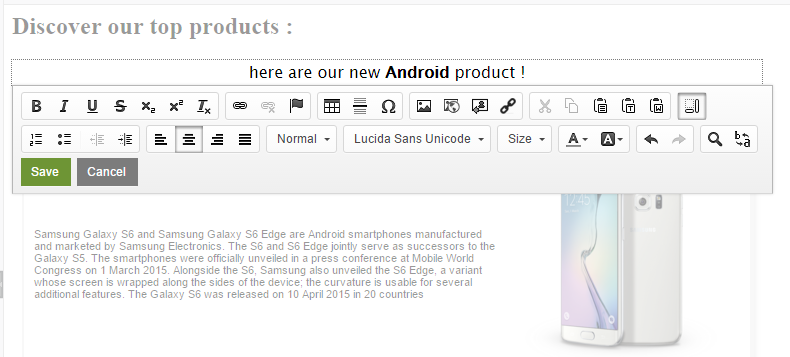 Discover our top products :
here are our new Android product !
B I U S x₂ x² Tx
Ω
Normal Lucida Sans Unicode Size A A
Save Cancel
12:45
Samsung Galaxy S6 and Samsung Galaxy S6 Edge are Android smartphones manufactured
and marketed by Samsung Electronics. The S6 and S6 Edge jointly serve as successors to the
Galaxy S5. The smartphones were officially unveiled in a press conference at Mobile World
Congress on 1 March 2015. Alongside the S6, Samsung also unveiled the S6 Edge, a variant
whose screen is wrapped along the sides of the device; the curvature is usable for several
additional features. The Galaxy S6 was released on 10 April 2015 in 20 countries